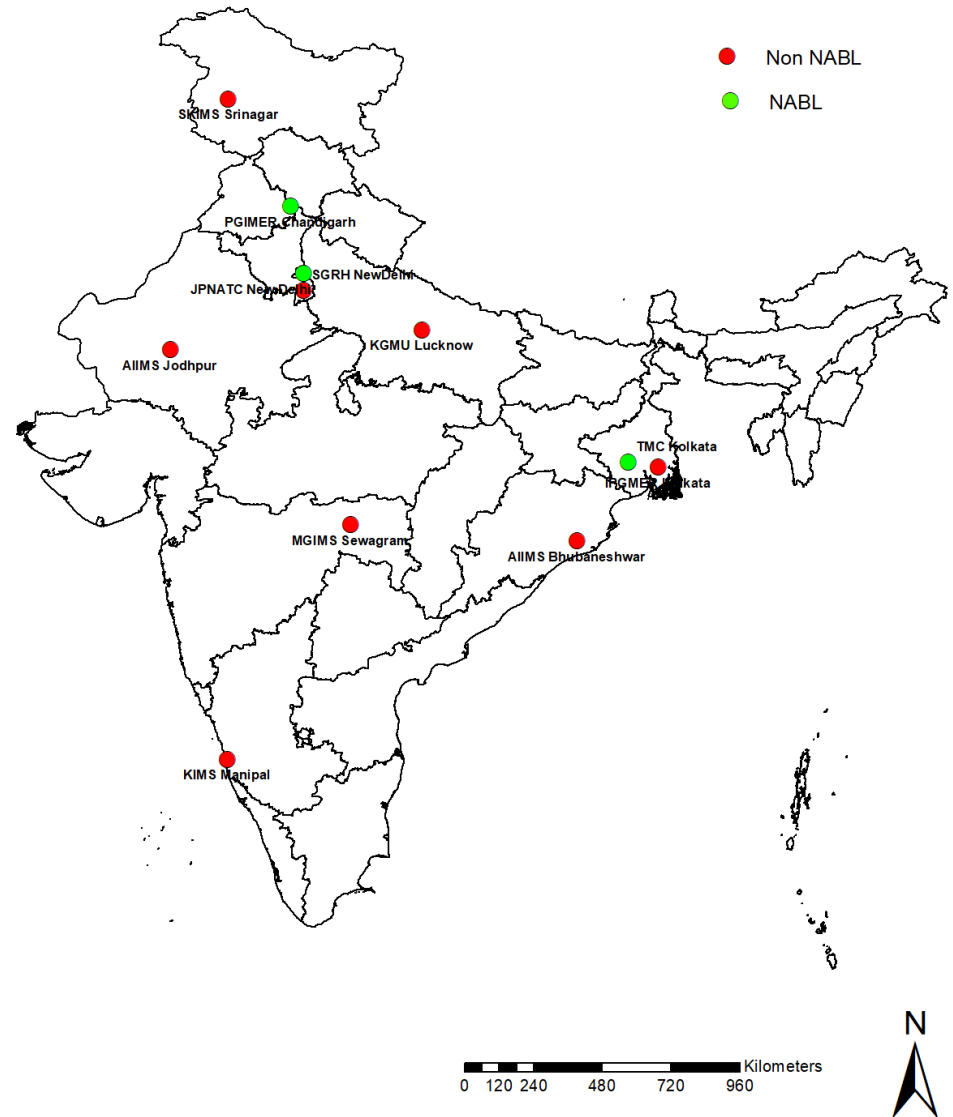 Non NABL
NABL
SKIMS Srinagar
PGIMER Chandigarh
SGRH NewDelhi
JPNATC NewDelhi
KGMU Lucknow
AIIMS Jodhpur
TMC Kolkata
Kolkata
MGIMS Sewagram
AIIMS Bhubaneshwar
KIMS Manipal
N
Kilometers
0 120 240 480 720 960